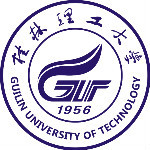 桂林理工大学
GUT
1956
GUILIN UNIVERSITY OF TECHNOLOGY